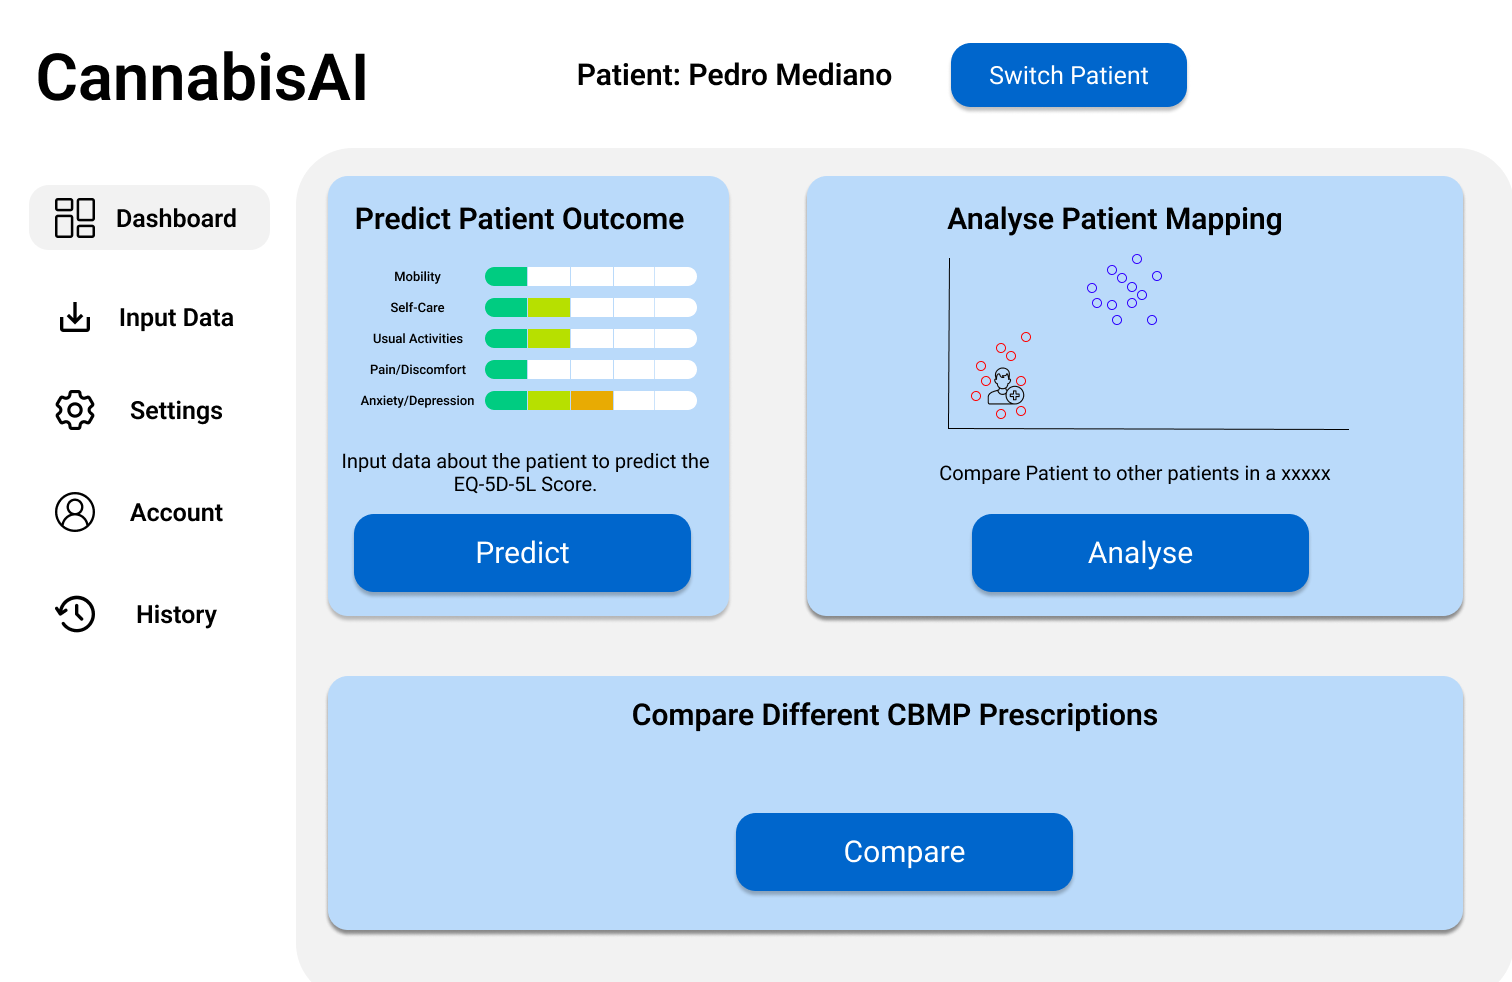 CannabisAI
Patient: Pedro Mediano
Switch Patient
Dashboard
Input Data
Settings
Account
History
Predict Patient Outcome
Mobility
Self-Care
Usual Activities
Pain/Discomfort
Anxiety/Depression
Input data about the patient to predict the
EQ-5D-5L Score.
Predict
Analyse Patient Mapping
Compare Patient to other patients in a xxxxx
Analyse
Compare Different CBMP Prescriptions
Compare